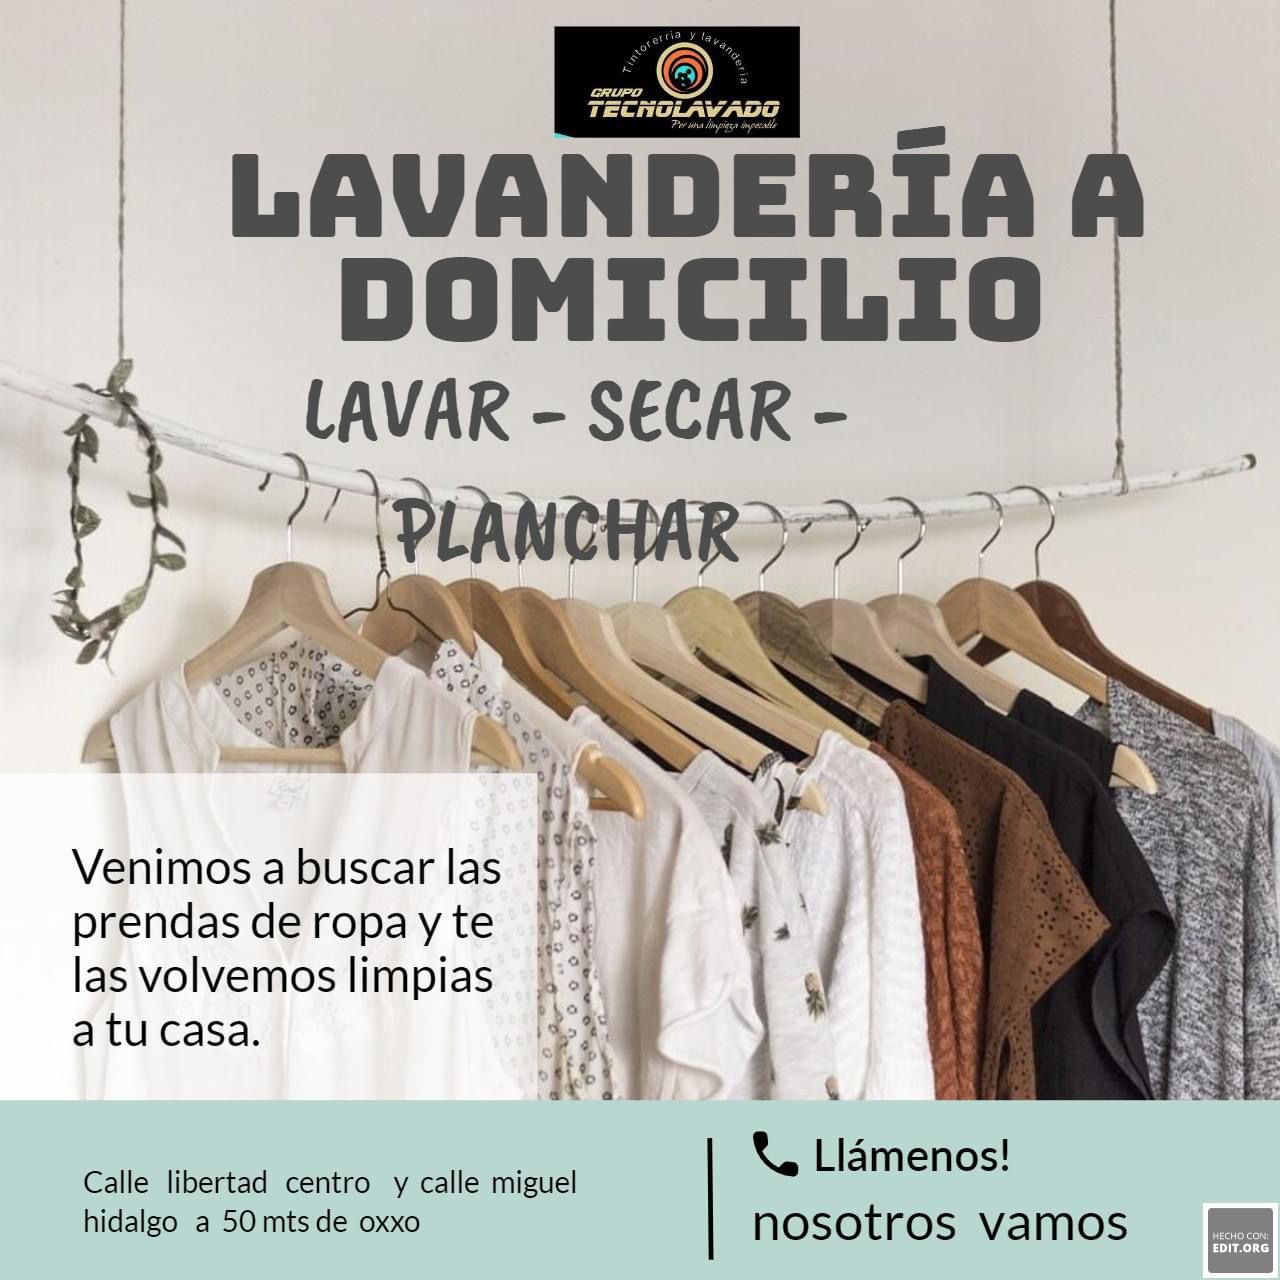 Tintorerria y lavanderia
GRUPO
TECNOLAVADO
Por una limpieza impecable
LAVANDERÍA A
DOMICILIO
LAVAR - SECAR -
PLANCHAR
Venimos a buscar las
prendas de ropa y te
las volvemos limpias
a tu casa.
Calle libertad centro y calle miguel
hidalgo a 50 mts de oxxo
Llámenos!
nosotros vamos
HECHO CON:
EDIT.ORG